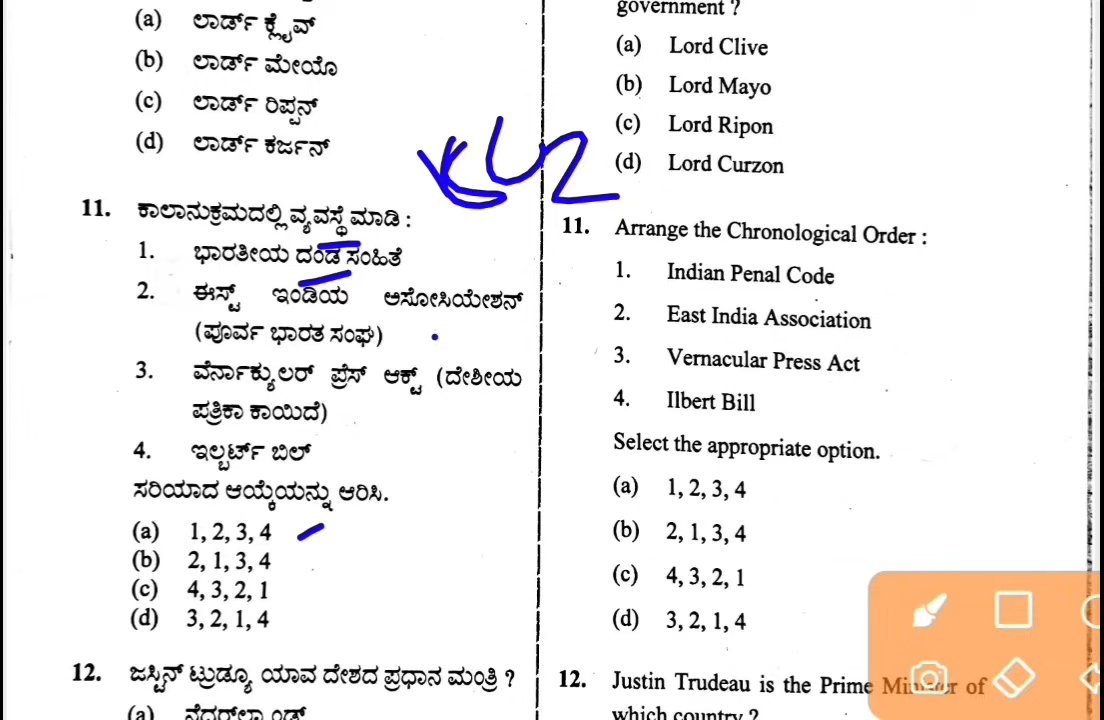 (a) ಲಾರ್ಡ್ ಕ್ಲೈವ್
(b) ಲಾರ್ಡ್ ಮೇಯೊ
(c) ಲಾರ್ಡ್ ರಿಪ್ಪನ್
(d) ಲಾರ್ಡ್ ಕರ್ಜನ್
11. ಕಾಲಾನುಕ್ರಮದಲ್ಲಿ ವ್ಯವಸ್ಥೆ ಮಾಡಿ :
1. ಭಾರತೀಯ ದಂಡ ಸಂಹಿತೆ
2. ಈಸ್ಟ್ ಇಂಡಿಯ ಅಸೋಸಿಯೇಶನ್
(ಪೂರ್ವ ಭಾರತ ಸಂಘ)
3. ವೆರ್ನಾಕ್ಯುಲರ್ ಪ್ರೆಸ್ ಆಕ್ಟ್ (ದೇಶೀಯ
ಪತ್ರಿಕಾ ಕಾಯಿದೆ)
4. ಇಲ್ಬರ್ಟ್ ಬಿಲ್
ಸರಿಯಾದ ಆಯ್ಕೆಯನ್ನು ಆರಿಸಿ.
(a) 1, 2, 3, 4
(b) 2, 1, 3, 4
(c) 4, 3, 2, 1
(d) 3, 2, 1, 4
12. ಜಸ್ಟಿನ್ ಟ್ರುಡ್ಯೂ ಯಾವ ದೇಶದ ಪ್ರಧಾನ ಮಂತ್ರಿ ?
(a) ನೆದರ್‌ಲ್ಯಾಂಡ್ಸ್
government ?
(a) Lord Clive
(b) Lord Mayo
(c) Lord Ripon
(d) Lord Curzon
11. Arrange the Chronological Order :
1. Indian Penal Code
2. East India Association
3. Vernacular Press Act
4. Ilbert Bill
Select the appropriate option.
(a) 1, 2, 3, 4
(b) 2, 1, 3, 4
(c) 4, 3, 2, 1
(d) 3, 2, 1, 4
12. Justin Trudeau is the Prime Minister of
which country ?